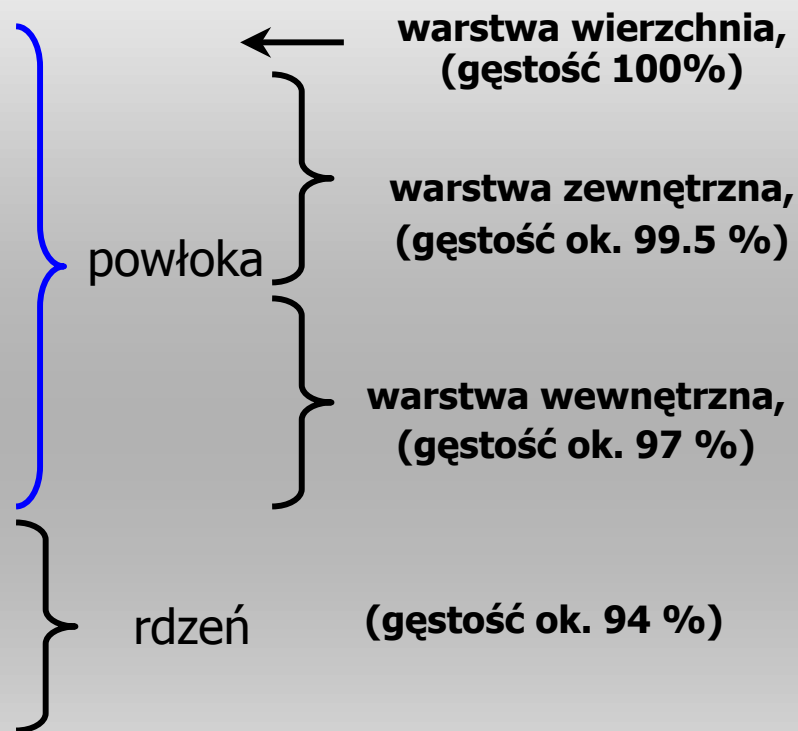 warstwa wierzchnia,
(gęstość 100%)
warstwa zewnętrzna,
(gęstość ok. 99.5 %)
powłoka
warstwa wewnętrzna,
(gęstość ok. 97 %)
rdzeń
(gęstość ok. 94 %)